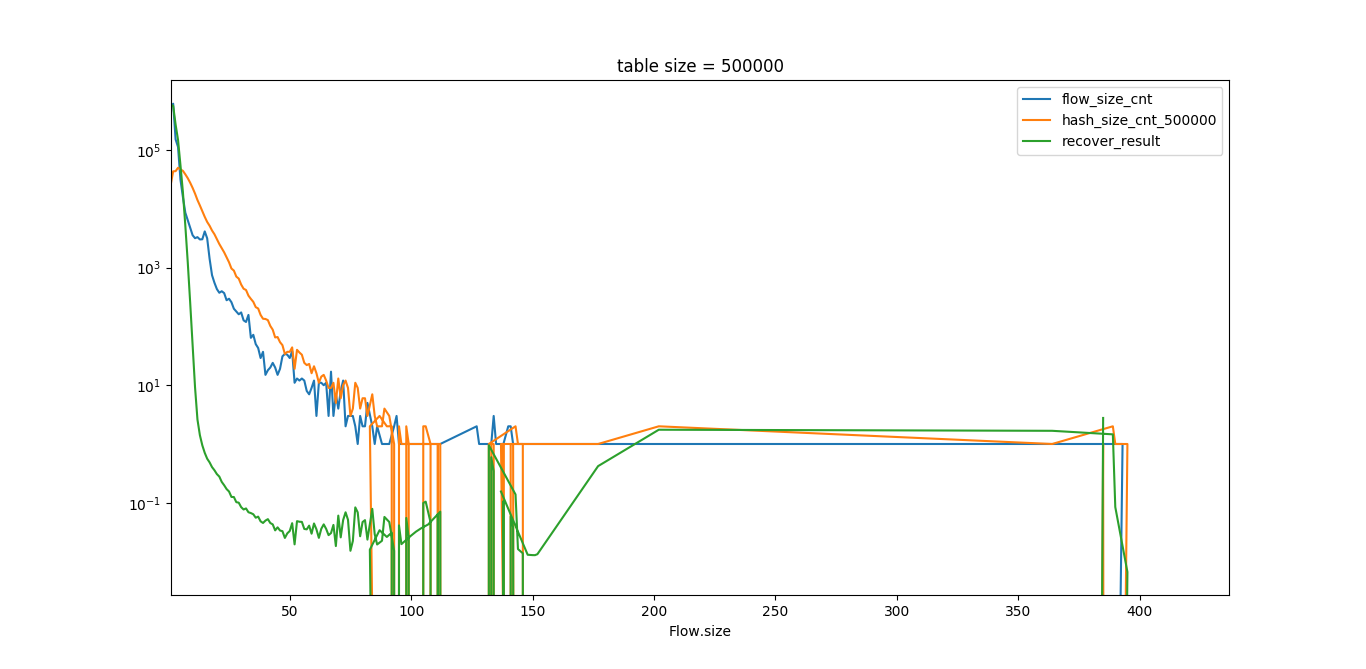 table size = 500000
flow_size_cnt
hash_size_cnt_500000
recover_result
10^5
10^3
10^1
10^−1
50 100 150 200 250 300 350 400
Flow.size